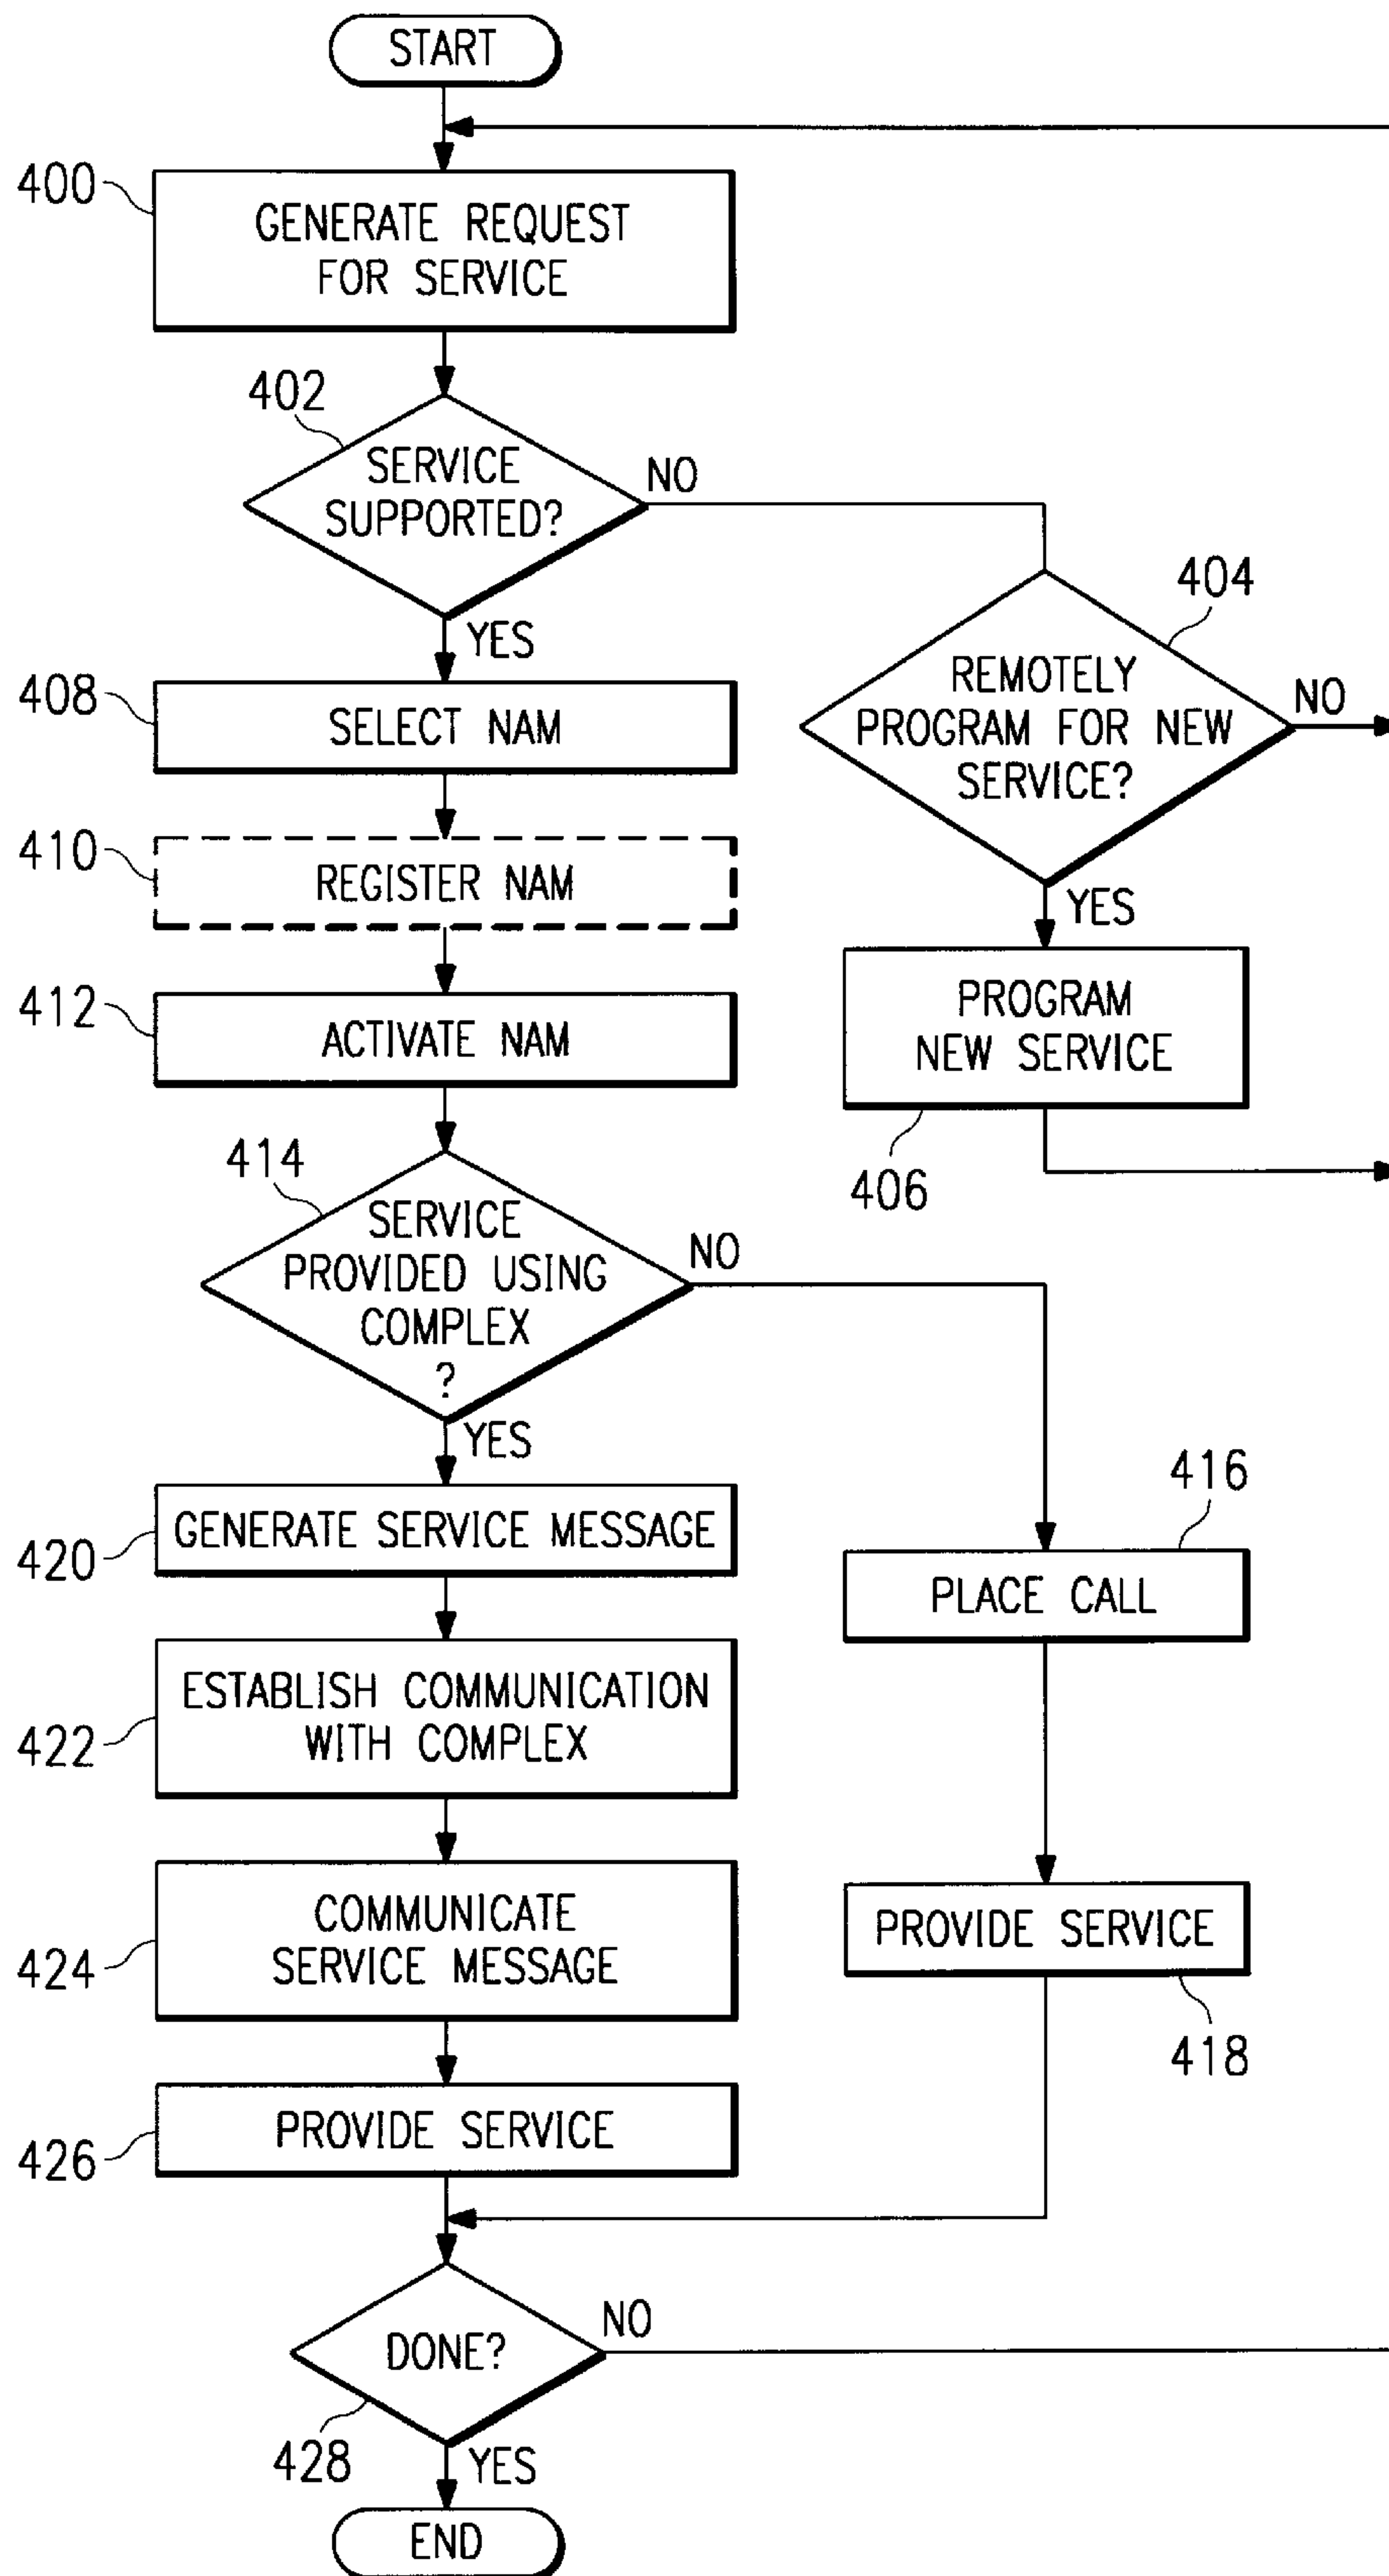 START
400
GENERATE REQUEST
FOR SERVICE
402
SERVICE
SUPPORTED?
NO
YES
404
REMOTELY
PROGRAM FOR NEW
SERVICE?
NO
YES
408
SELECT NAM
410
REGISTER NAM
412
ACTIVATE NAM
PROGRAM
NEW SERVICE
406
414
SERVICE
PROVIDED USING
COMPLEX
?
NO
YES
416
PLACE CALL
420
GENERATE SERVICE MESSAGE
422
ESTABLISH COMMUNICATION
WITH COMPLEX
424
COMMUNICATE
SERVICE MESSAGE
PROVIDE SERVICE
418
426
PROVIDE SERVICE
DONE?
NO
428
YES
END